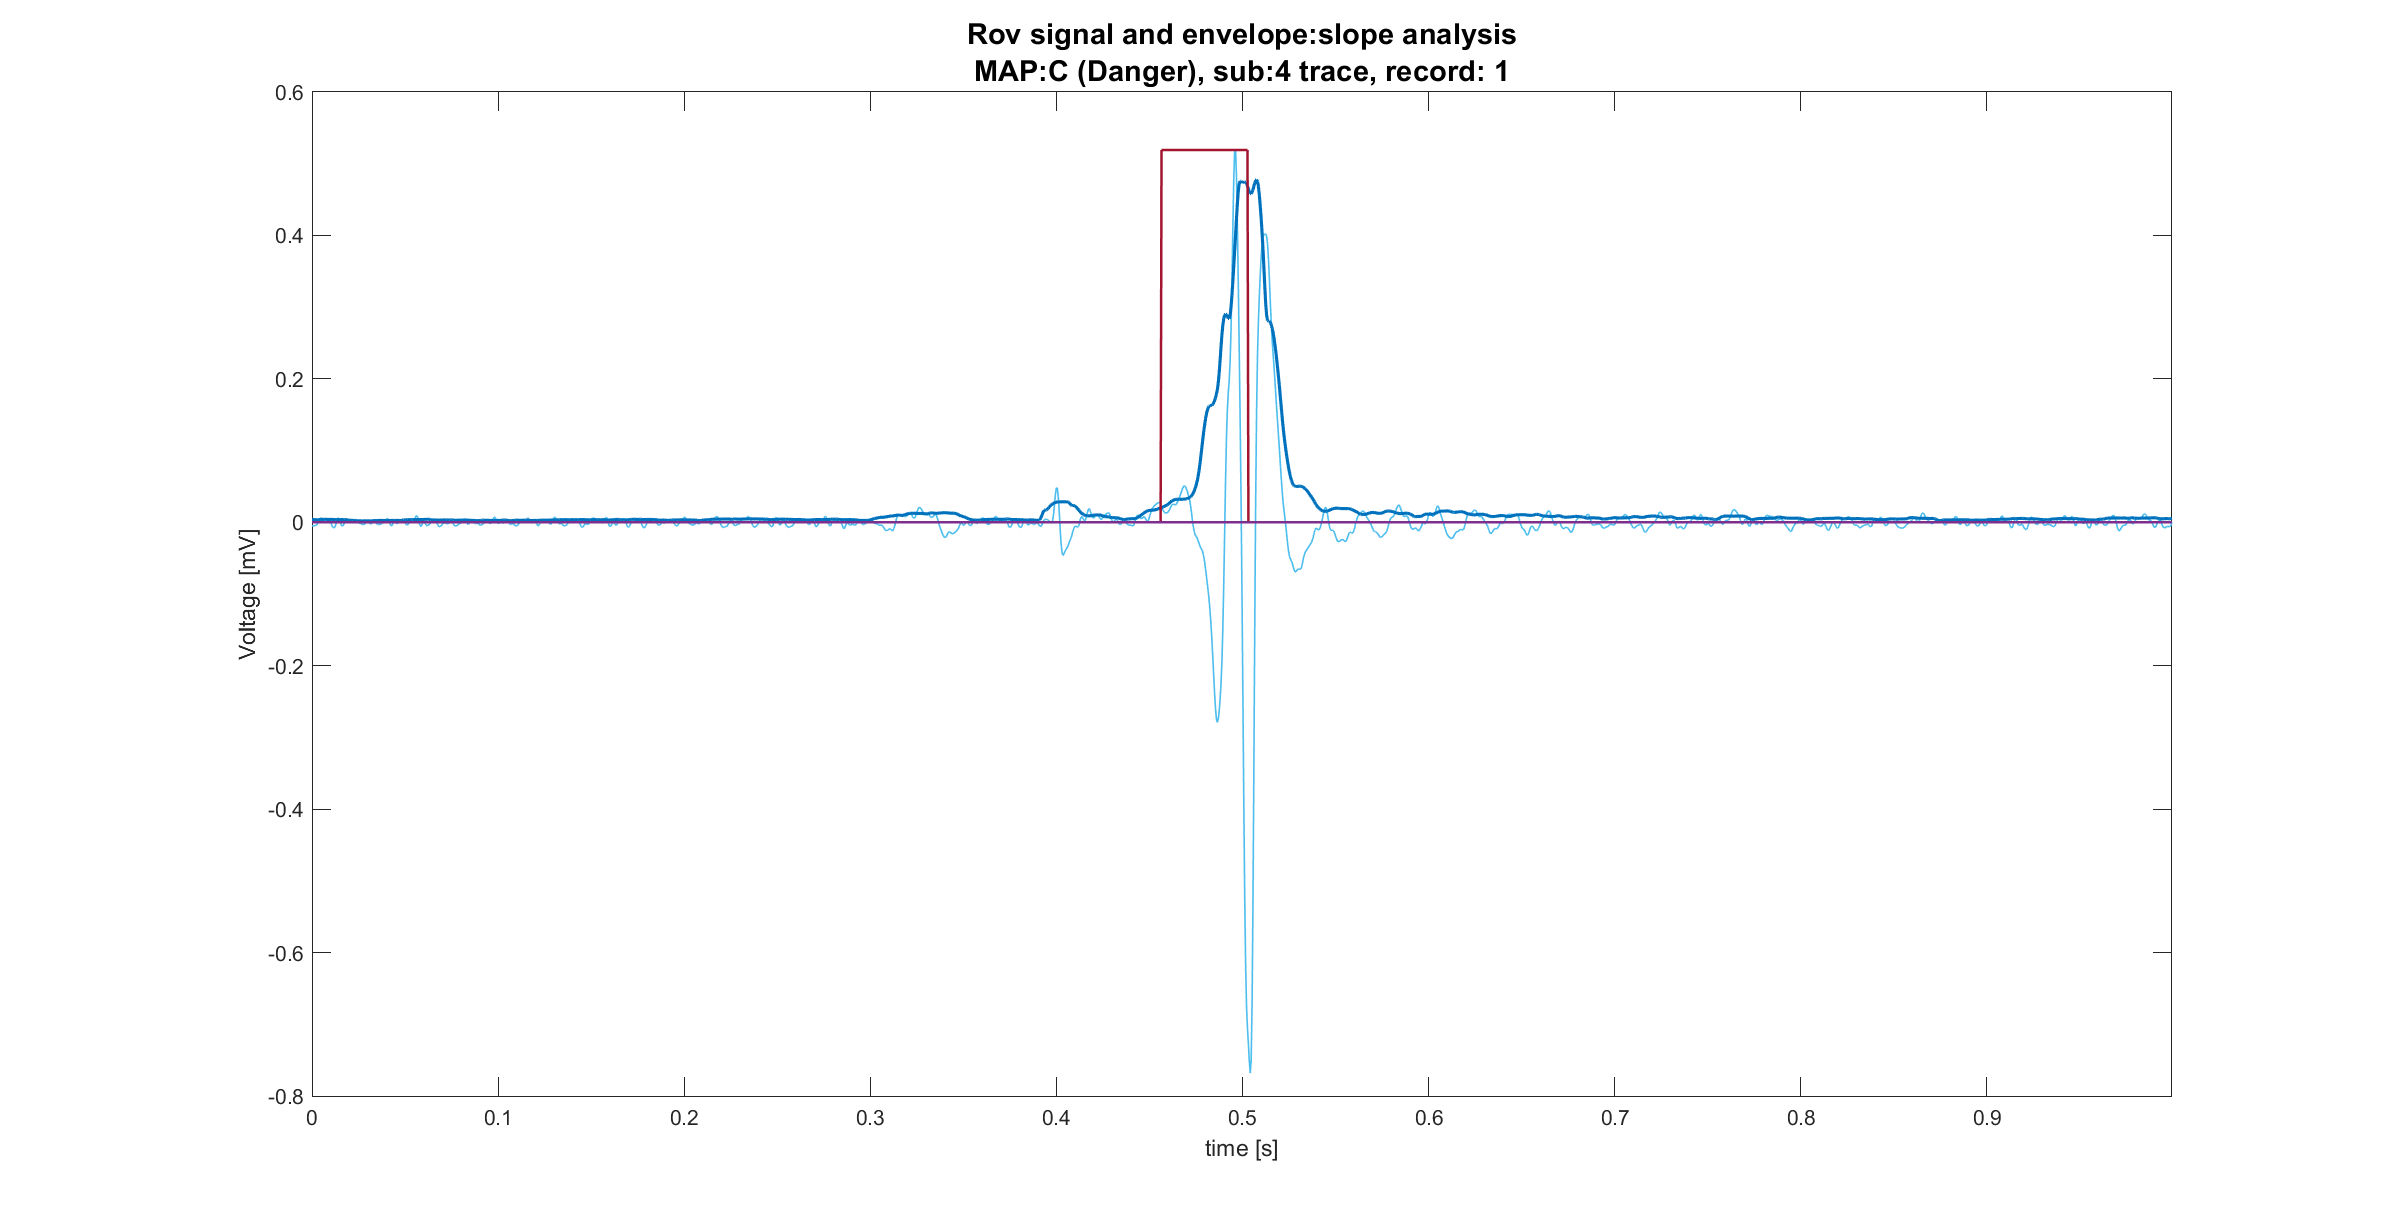 Rov signal and envelope:slope analysis
MAP:C (Danger), sub:4 trace, record: 1
0.6
0.4
0.2
0
-0.2
-0.4
-0.6
-0.8
Voltage [mV]
0 0.1 0.2 0.3 0.4 0.5 0.6 0.7 0.8 0.9
time [s]